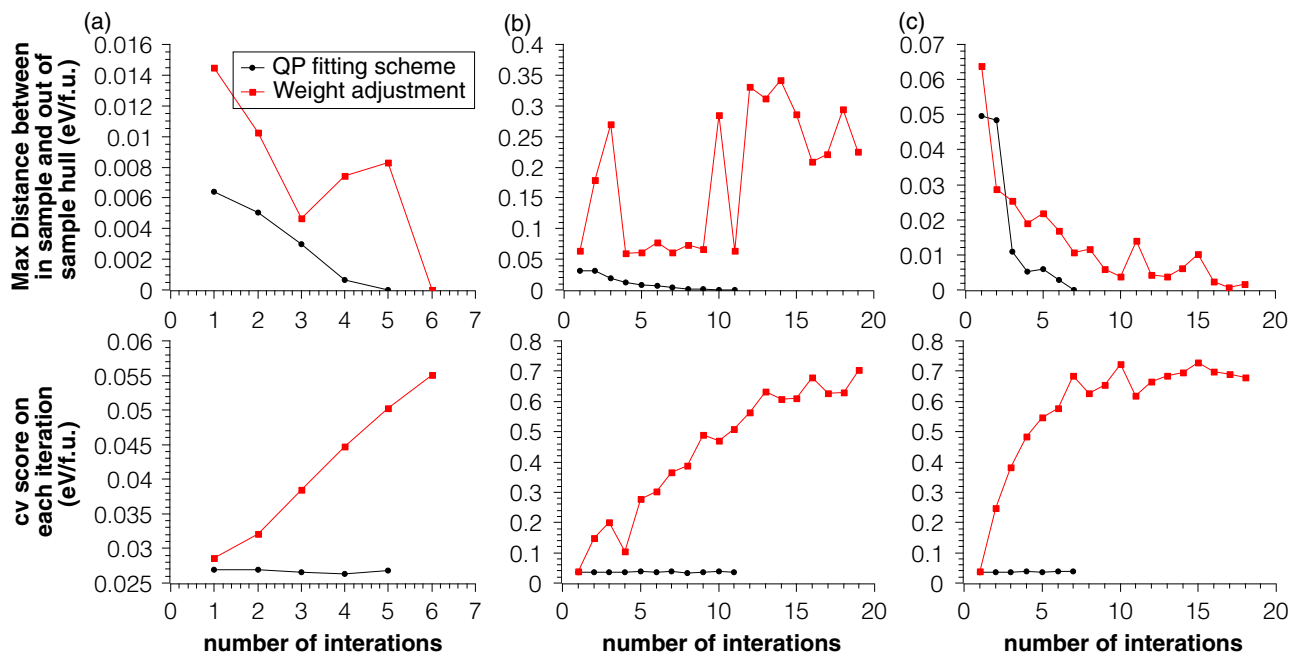 (a)
(b)
(c)
Max Distance between
in sample and out of
sample hull (eV/f.u.)
0.016
0.014
0.012
0.01
0.008
0.006
0.004
0.002
0
QP fitting scheme
Weight adjustment
0 1 2 3 4 5 6 7
0.4
0.35
0.3
0.25
0.2
0.15
0.1
0.05
0
0 5 10 15 20
0.07
0.06
0.05
0.04
0.03
0.02
0.01
0
0 5 10 15 20
cv score on
each iteration
(eV/f.u.)
0.06
0.055
0.05
0.045
0.04
0.035
0.03
0.025
0 1 2 3 4 5 6 7
number of interations
0.8
0.7
0.6
0.5
0.4
0.3
0.2
0.1
0
0 5 10 15 20
number of interations
0.8
0.7
0.6
0.5
0.4
0.3
0.2
0.1
0
0 5 10 15 20
number of interations